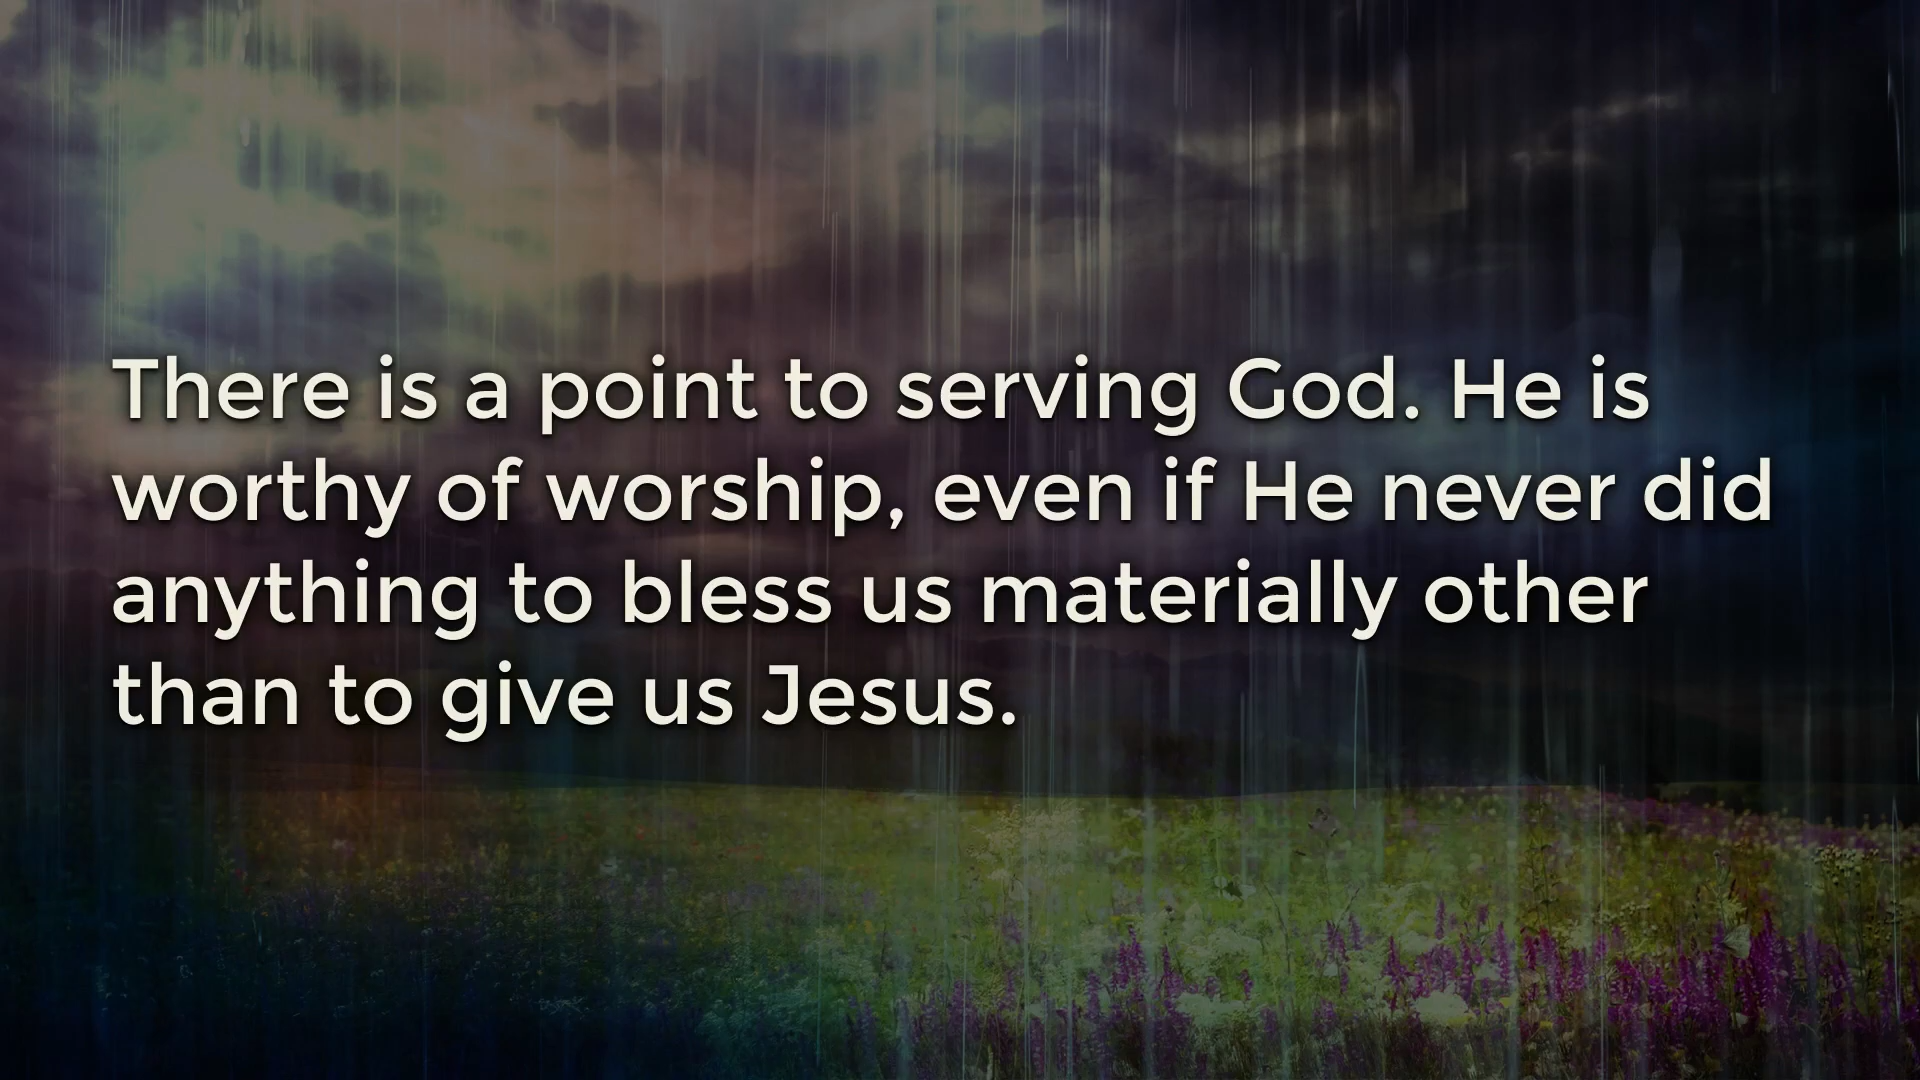 There is a point to serving God. He is
worthy of worship, even if He never did
anything to bless us materially other
than to give us Jesus.